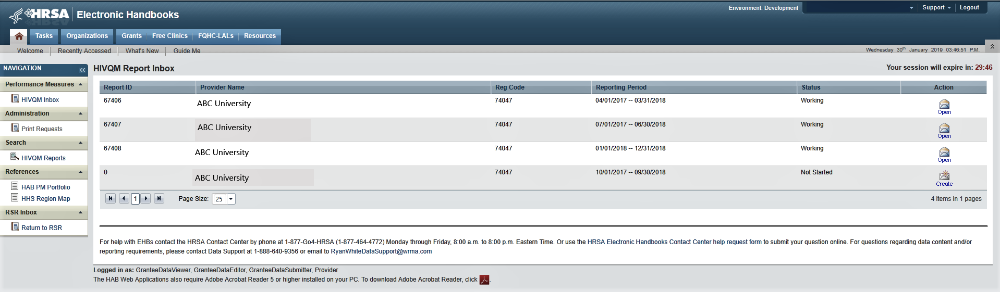 Environment: Development Support Logout
HRSA Electronic Handbooks
Tasks Organizations Grants Free Clinics FQHC-LALs Resources
Welcome Recently Accessed What's New Guide Me
Wednesday 30th January 2019 03:46:51 P.M.
NAVIGATION
Performance Measures
HIVQM Inbox
Administration
Print Requests
Search
HIVQM Reports
References
HAB PM Portfolio
HHS Region Map
RSR Inbox
Return to RSR
HIVQM Report Inbox
Your session will expire in: 29:46
Report ID Provider Name Reg Code Reporting Period Status Action
67406 ABC University 74047 04/01/2017 -- 03/31/2018 Working Open
67407 ABC University 74047 07/01/2017 -- 06/30/2018 Working Open
67408 ABC University 74047 01/01/2018 -- 12/31/2018 Working Open
0 ABC University 74047 10/01/2017 -- 09/30/2018 Not Started Create
1 Page Size: 25 4 items in 1 pages
For help with EHBs contact the HRSA Contact Center by phone at 1-877-Go4-HRSA (1-877-464-4772) Monday through Friday, 8:00 a.m. to 8:00 p.m. Eastern Time. Or use the HRSA Electronic Handbooks Contact Center help request form to submit your question online. For questions regarding data content and/or
reporting requirements, please contact Data Support at 1-888-640-9356 or email to RyanWhiteDataSupport@wrma.com
Logged in as: GranteeDataViewer, GranteeDataEditor, GranteeDataSubmitter, Provider
The HAB Web Applications also require Adobe Acrobat Reader 5 or higher installed on your PC. To download Adobe Acrobat Reader, click .